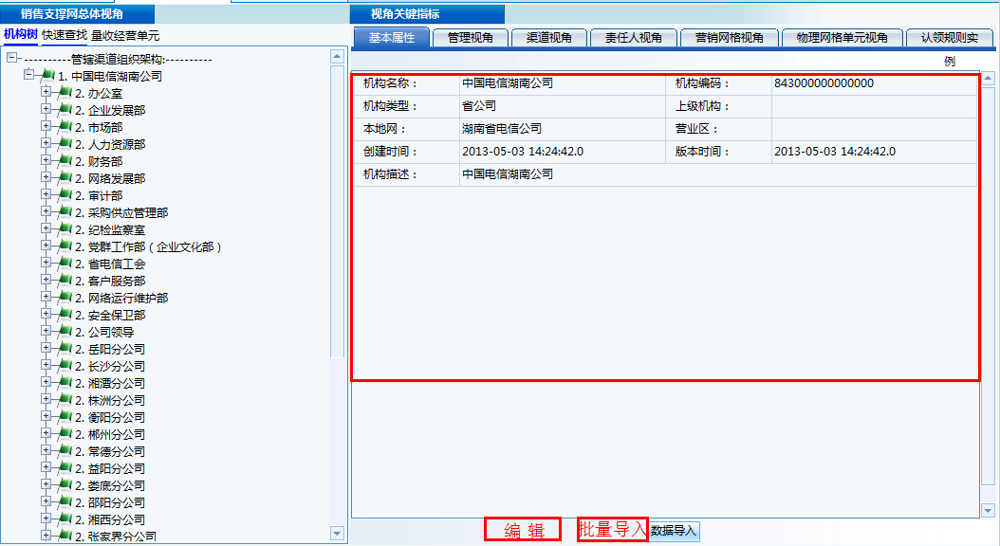 销售支撑网总体视角
机构树 快速查找 量收经营单元
----------管辖渠道组织架构:----------
1. 中国电信湖南公司
2. 办公室
2. 企业发展部
2. 市场部
2. 人力资源部
2. 财务部
2. 网络发展部
2. 审计部
2. 采购供应管理部
2. 纪检监察室
2. 党群工作部（企业文化部）
2. 省电信工会
2. 客户服务部
2. 网络运行维护部
2. 安全保卫部
2. 公司领导
2. 岳阳分公司
2. 长沙分公司
2. 湘潭分公司
2. 株洲分公司
2. 衡阳分公司
2. 郴州分公司
2. 常德分公司
2. 益阳分公司
2. 娄底分公司
2. 邵阳分公司
2. 湘西分公司
2. 张家界分公司
视角关键指标
基本属性 管理视角 渠道视角 责任人视角 营销网格视角 物理网格单元视角 认领规则实
例
机构名称： 中国电信湖南公司 机构编码： 843000000000000
机构类型： 省公司 上级机构：
本地网： 湖南省电信公司 营业区：
创建时间： 2013-05-03 14:24:42.0 版本时间： 2013-05-03 14:24:42.0
机构描述： 中国电信湖南公司
编 辑 批量导入 数据导入